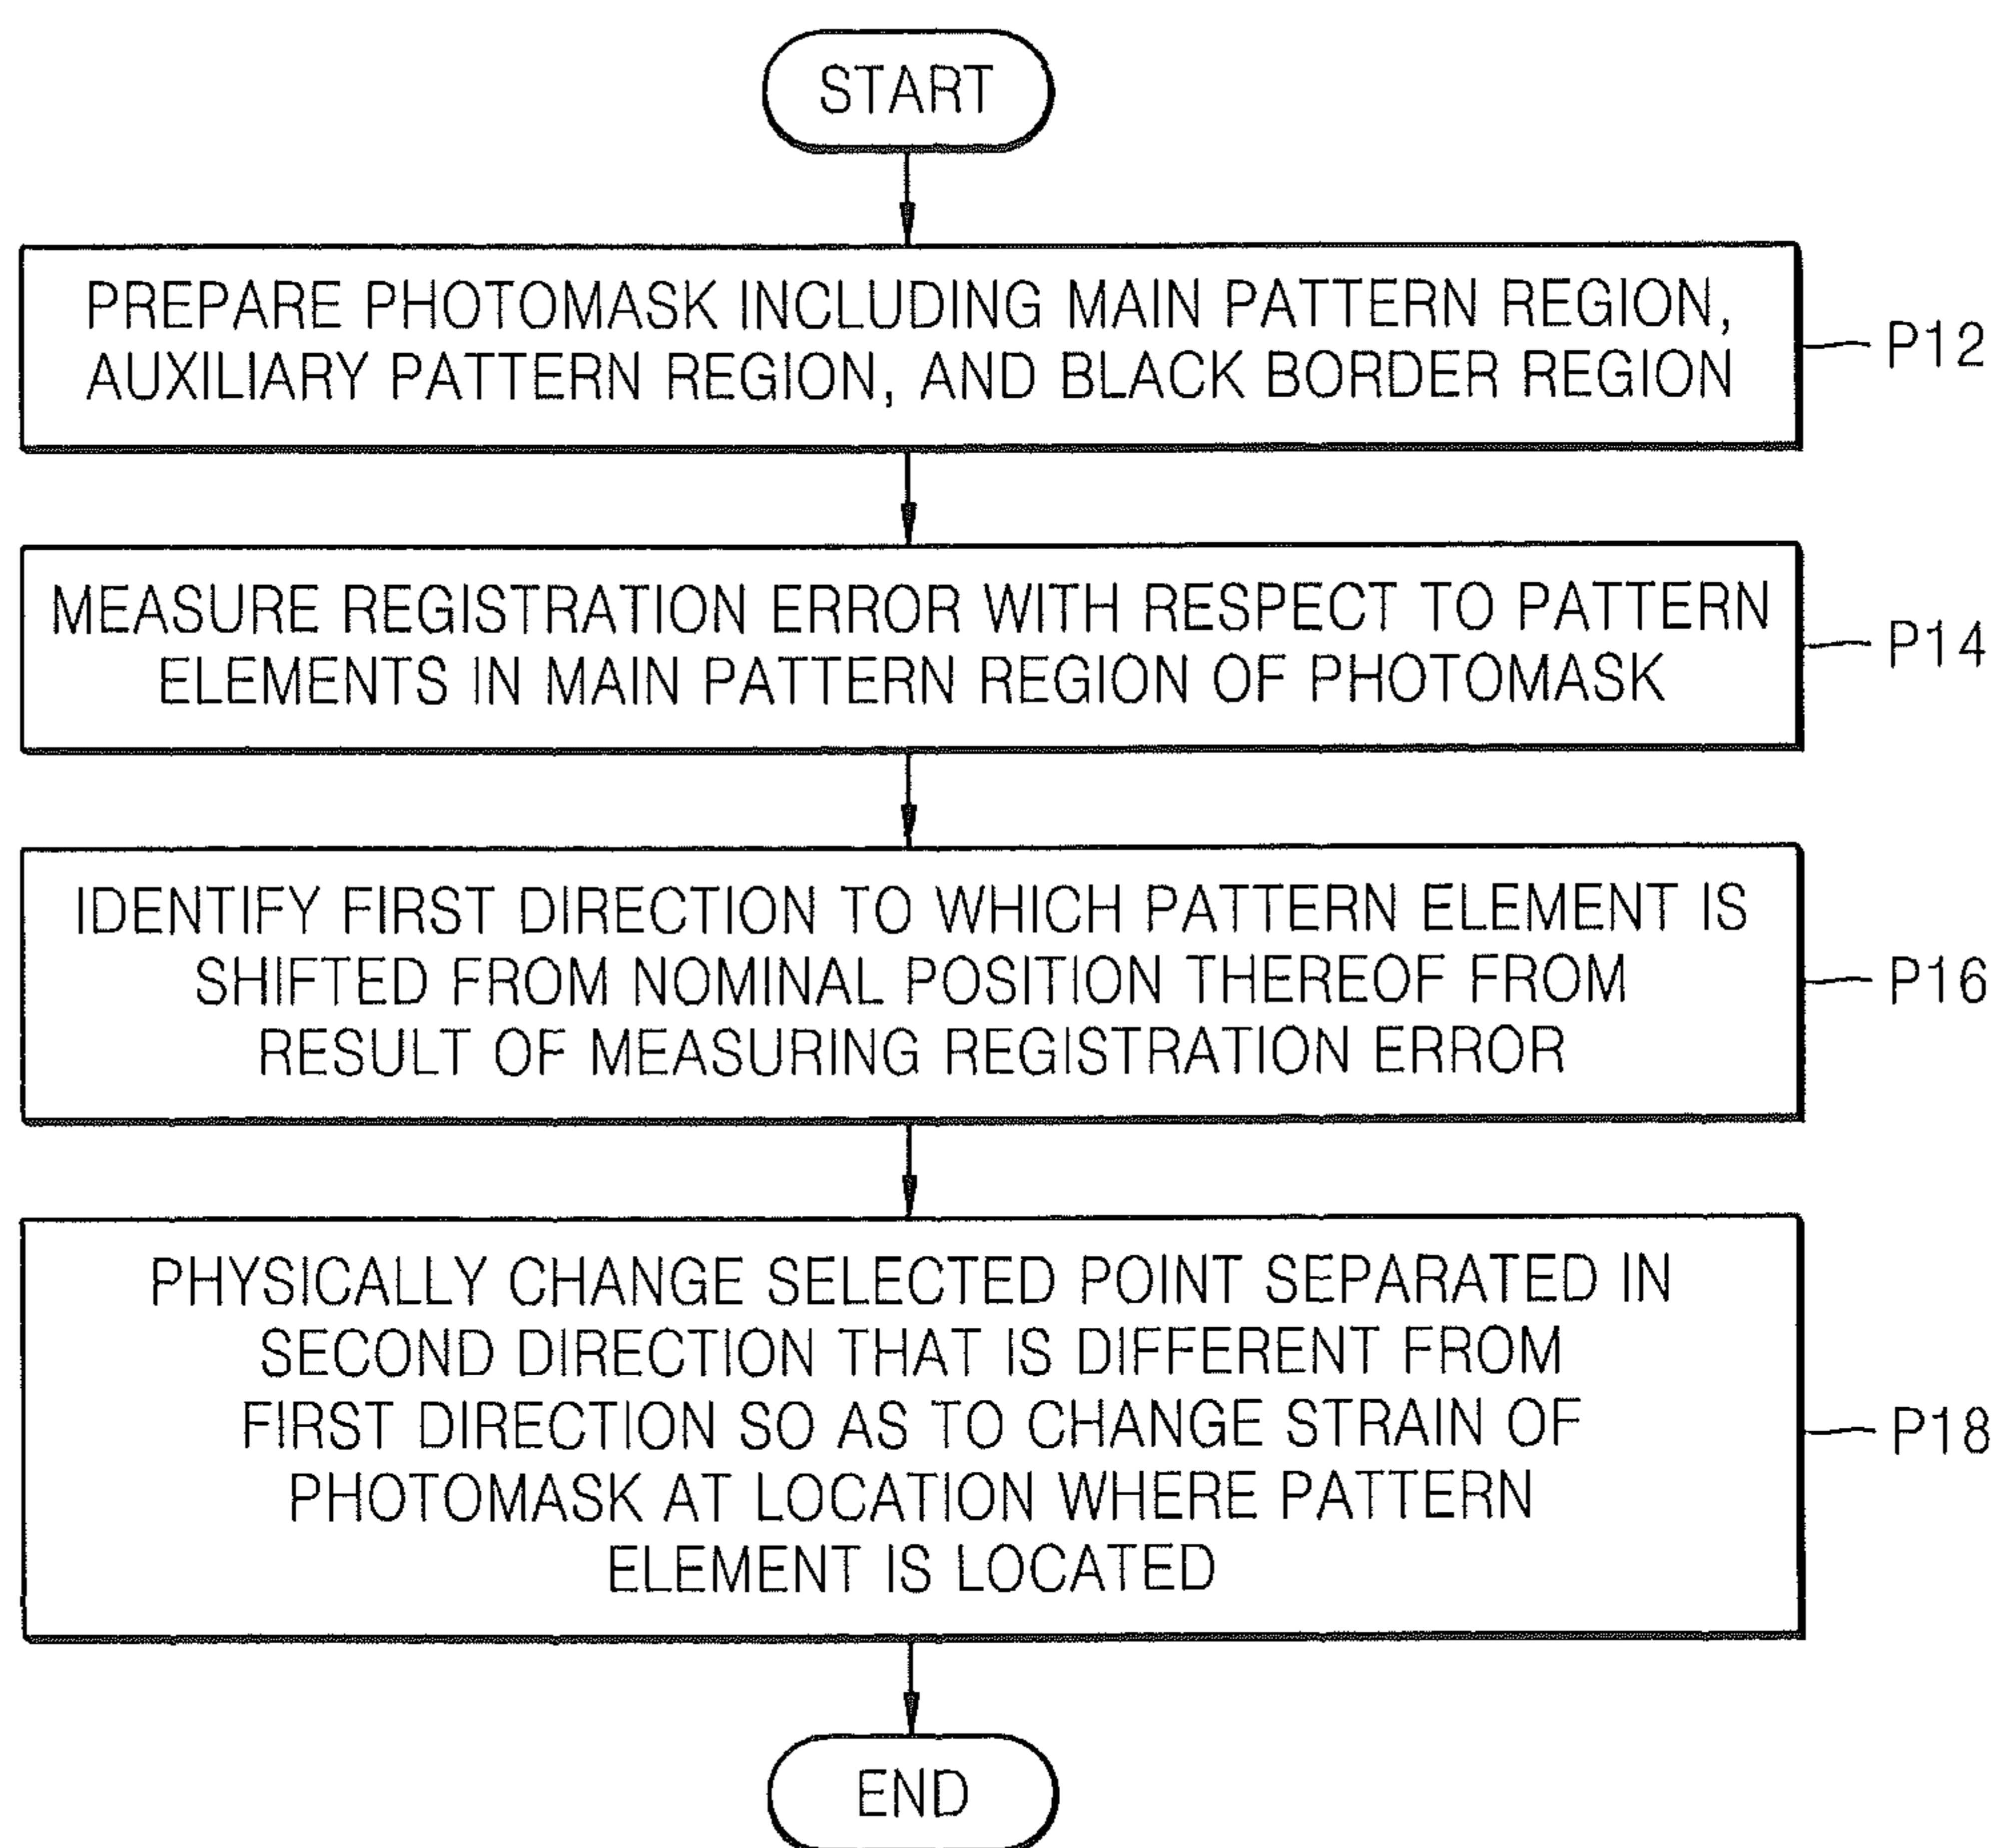 START
PREPARE PHOTOMASK INCLUDING MAIN PATTERN REGION,
AUXILIARY PATTERN REGION, AND BLACK BORDER REGION
P12
MEASURE REGISTRATION ERROR WITH RESPECT TO PATTERN
ELEMENTS IN MAIN PATTERN REGION OF PHOTOMASK
P14
IDENTIFY FIRST DIRECTION TO WHICH PATTERN ELEMENT IS
SHIFTED FROM NOMINAL POSITION THEREOF FROM
RESULT OF MEASURING REGISTRATION ERROR
P16
PHYSICALLY CHANGE SELECTED POINT SEPARATED IN
SECOND DIRECTION THAT IS DIFFERENT FROM
FIRST DIRECTION SO AS TO CHANGE STRAIN OF
PHOTOMASK AT LOCATION WHERE PATTERN
ELEMENT IS LOCATED
P18
END